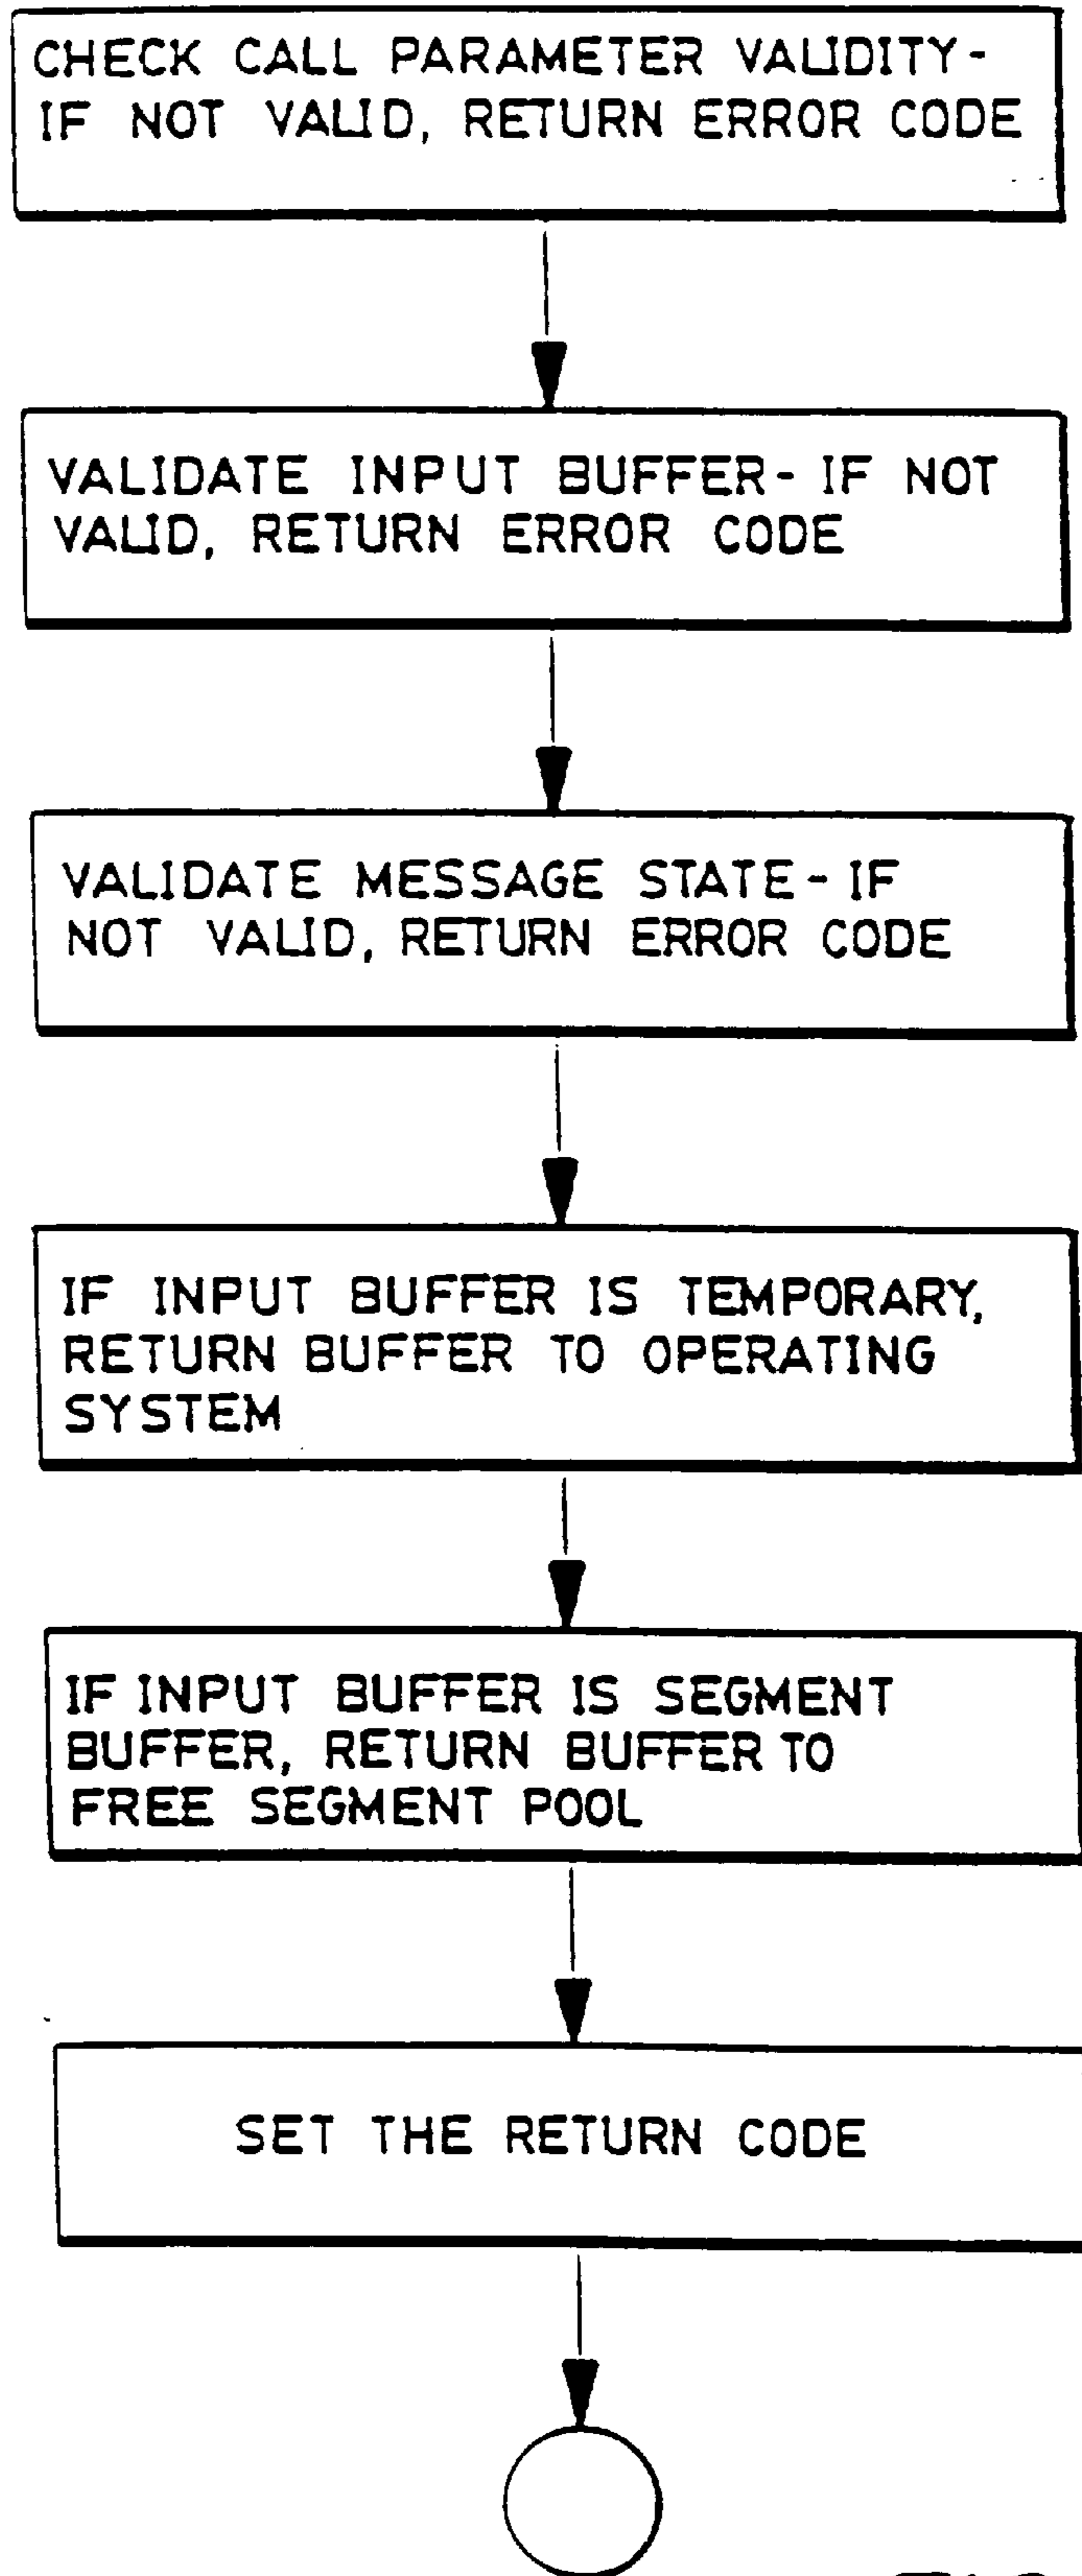 CHECK CALL PARAMETER VALIDITY-
IF NOT VALID, RETURN ERROR CODE
VALIDATE INPUT BUFFER- IF NOT
VALID, RETURN ERROR CODE
VALIDATE MESSAGE STATE- IF
NOT VALID, RETURN ERROR CODE
IF INPUT BUFFER IS TEMPORARY,
RETURN BUFFER TO OPERATING
SYSTEM
IF INPUT BUFFER IS SEGMENT
BUFFER, RETURN BUFFER TO
FREE SEGMENT POOL
SET THE RETURN CODE